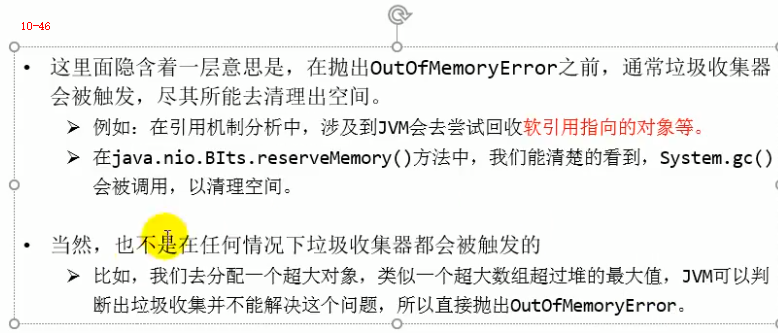 10-46
• 这里面隐含着一层意思是，在抛出OutOfMemoryError之前，通常垃圾收集器
会被触发，尽其所能去清理出空间。
➢ 例如：在引用机制分析中，涉及到JVM会去尝试回收软引用指向的对象等。
➢ 在java.nio.BIts.reserveMemory()方法中，我们能清楚的看到，System.gc()
会被调用，以清理空间。
• 当然，也不是在任何情况下垃圾收集器都会被触发的
➢ 比如，我们去分配一个超大对象，类似一个超大数组超过堆的最大值，JVM可以判
断出垃圾收集并不能解决这个问题，所以直接抛出OutOfMemoryError。